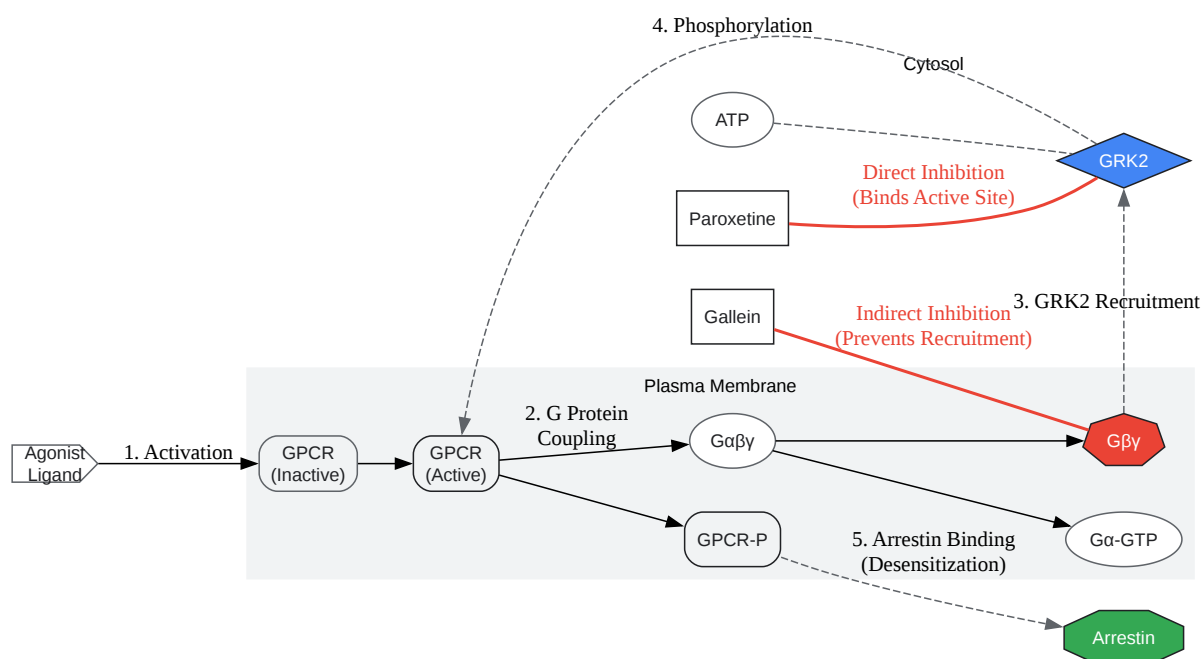 4. Phosphorylation
Cytosol
ATP
GRK2
Direct Inhibition
(Binds Active Site)
Paroxetine
3. GRK2 Recruitment
Gallein
Indirect Inhibition
(Prevents Recruitment)
Plasma Membrane
Agonist
Ligand
1. Activation
GPCR
(Inactive)
GPCR
(Active)
2. G Protein
Coupling
Gαβγ
Gβγ
GPCR-P
5. Arrestin Binding
(Desensitization)
Gα-GTP
Arrestin